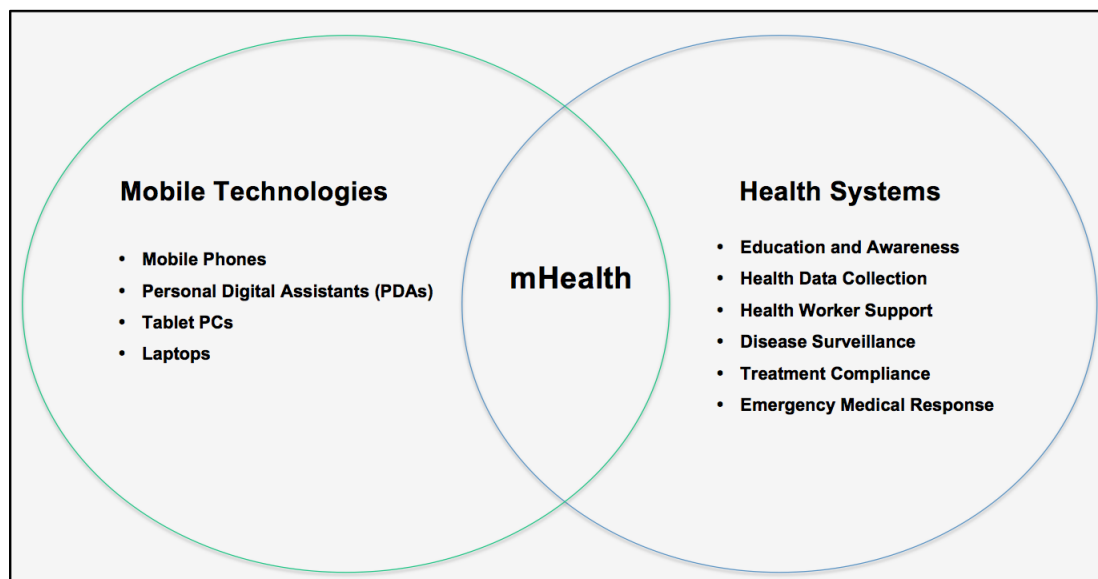 Mobile Technologies
• Mobile Phones
• Personal Digital Assistants (PDAs)
• Tablet PCs
• Laptops
mHealth
Health Systems
• Education and Awareness
• Health Data Collection
• Health Worker Support
• Disease Surveillance
• Treatment Compliance
• Emergency Medical Response